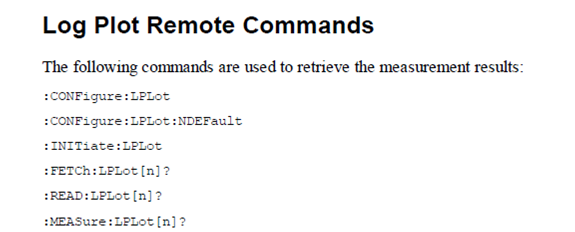 Log Plot Remote Commands
The following commands are used to retrieve the measurement results:
:CONFigure:LPLot
:CONFigure:LPLot:NDEFault
:INITiate:LPLot
:FETCh:LPLot[n]?
:READ:LPLot[n]?
:MEASure:LPLot[n]?